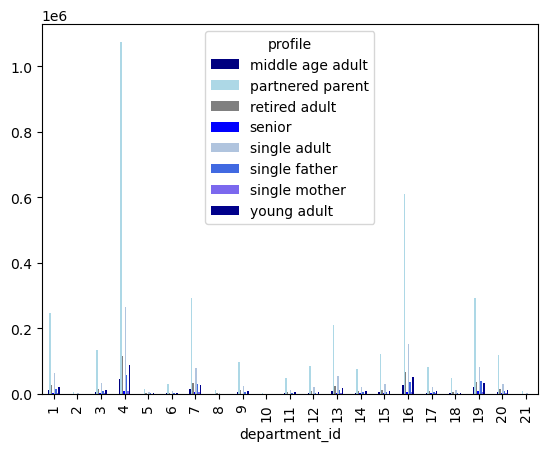 1e6
profile
middle age adult
partnered parent
retired adult
senior
single adult
single father
single mother
young adult
1.0
0.8
0.6
0.4
0.2
0.0
1 2 3 4 5 6 7 8 9 10 11 12 13 14 15 16 17 18 19 20 21
department_id